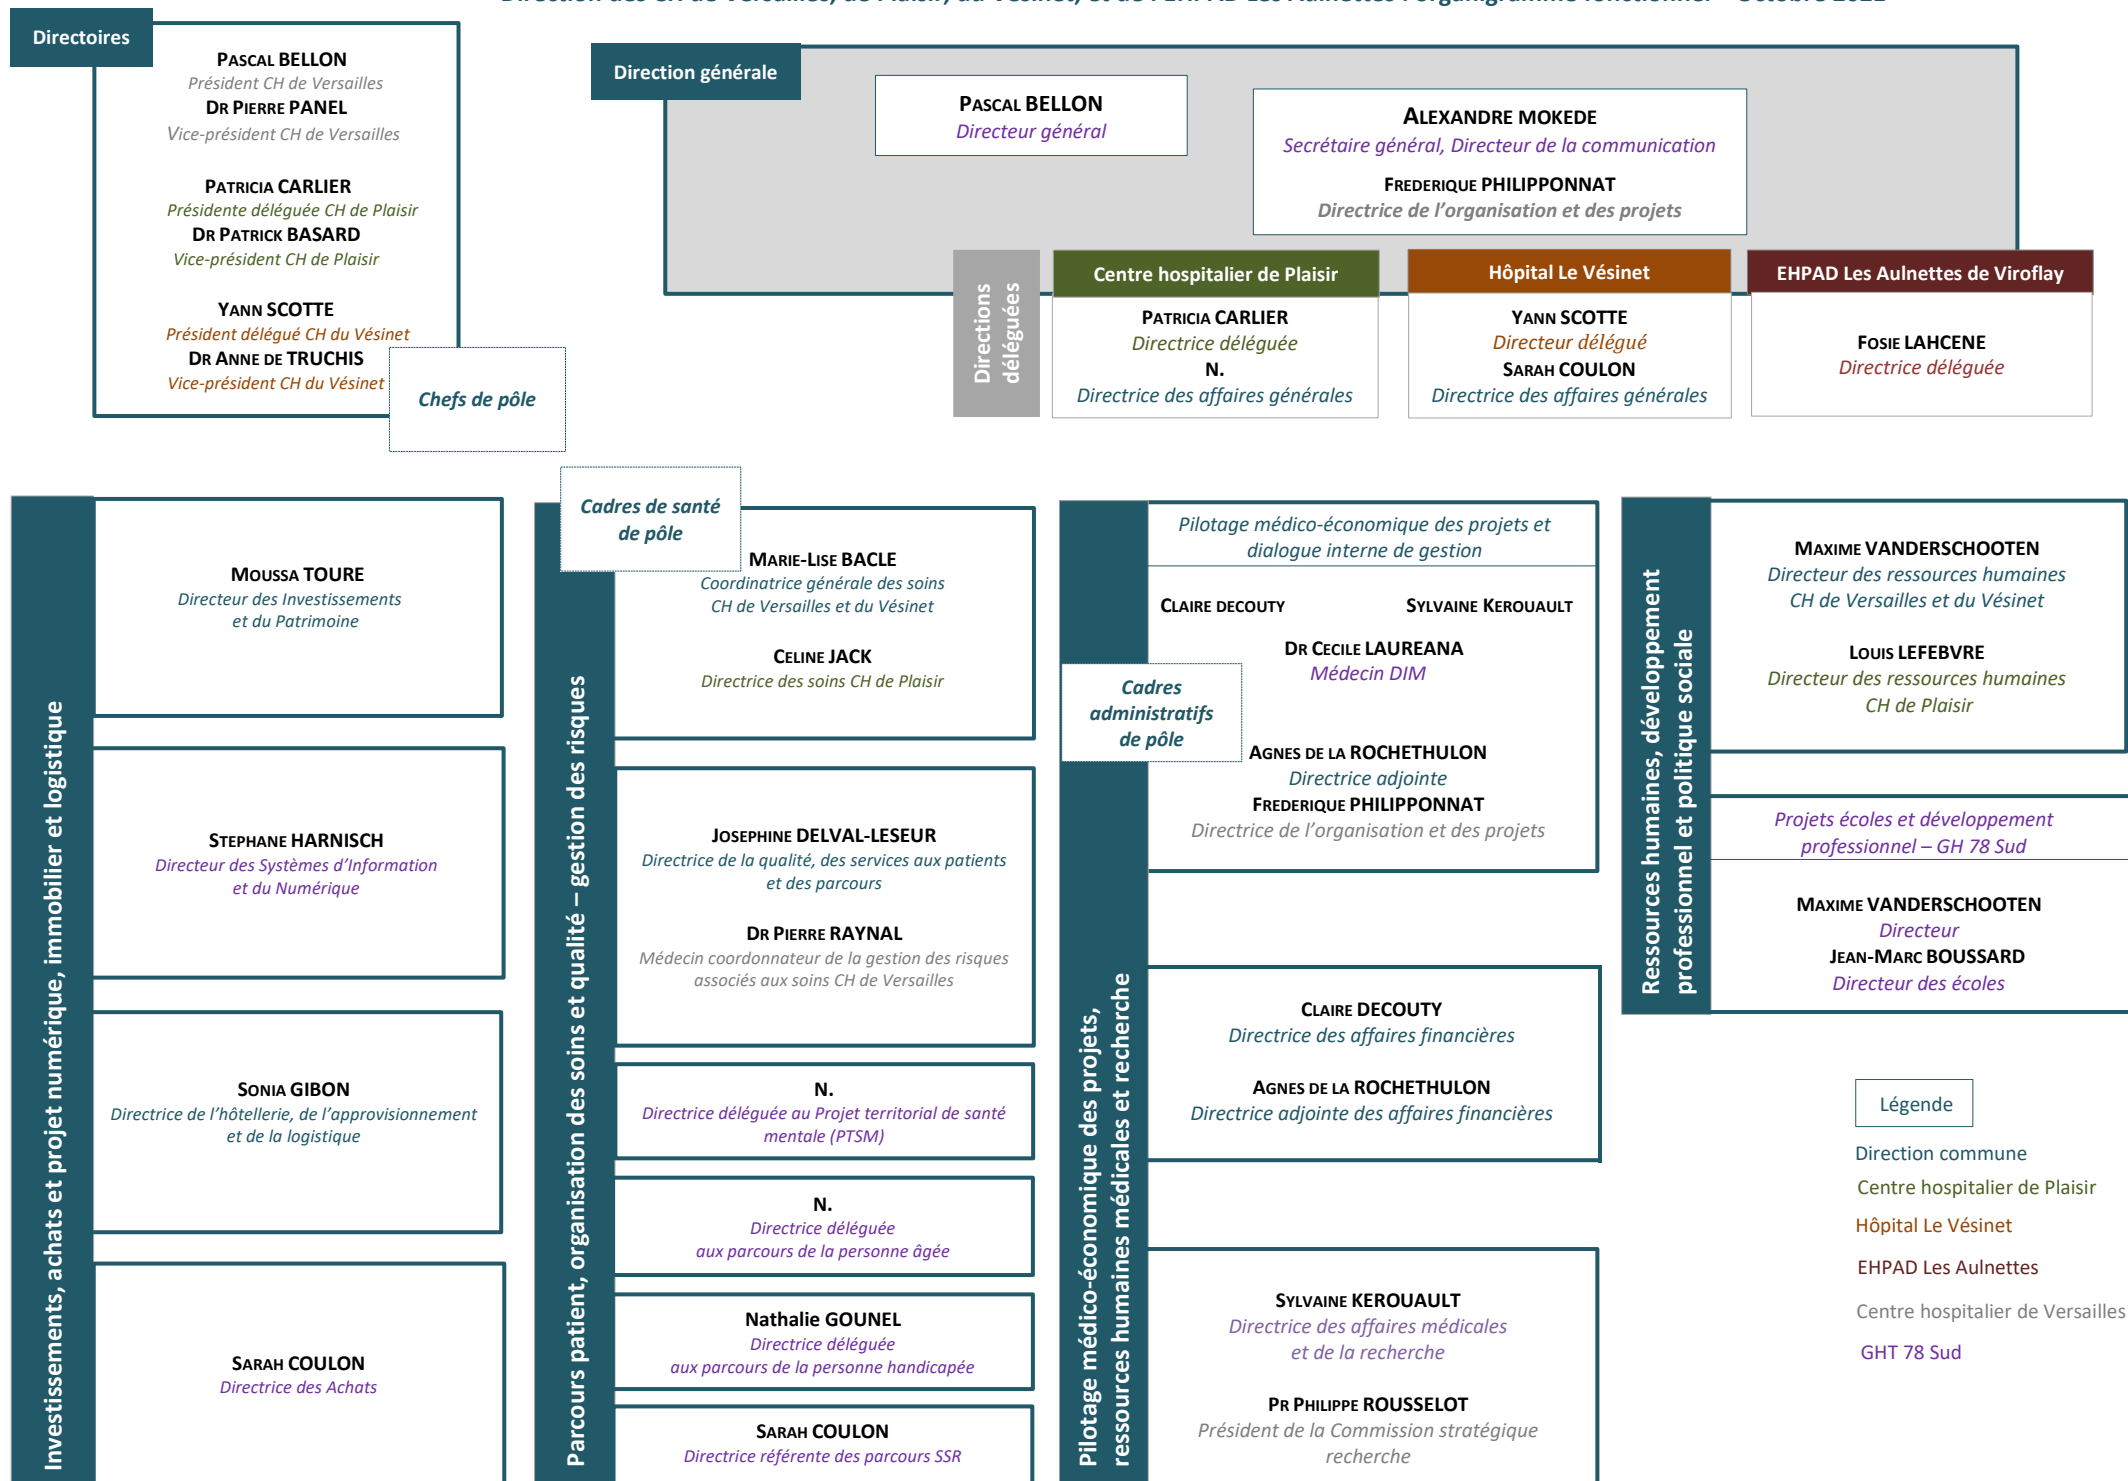 Direction des CH de Versailles, de Plaisir, du Vésinet, et de l'EHPAD Les Aulnettes : organigramme fonctionnel - Octobre 2022
Directoires
PASCAL BELLON
Président CH de Versailles
DR PIERRE PANEL
Vice-président CH de Versailles
PATRICIA CARLIER
Présidente déléguée CH de Plaisir
DR PATRICK BASARD
Vice-président CH de Plaisir
YANN SCOTTE
Président délégué CH du Vésinet
DR ANNE DE TRUCHIS
Vice-président CH du Vésinet
Chefs de pôle
Direction générale
PASCAL BELLON
Directeur général
ALEXANDRE MOKEDE
Secrétaire général, Directeur de la communication
FREDERIQUE PHILIPPONNAT
Directrice de l'organisation et des projets
Directions
déléguées
Centre hospitalier de Plaisir
PATRICIA CARLIER
Directrice déléguée
N.
Directrice des affaires générales
Hôpital Le Vésinet
YANN SCOTTE
Directeur délégué
SARAH COULON
Directrice des affaires générales
EHPAD Les Aulnettes de Viroflay
FOSIE LAHCENE
Directrice déléguée
Investissements, achats et projet numérique, immobilier et logistique
MOUSSA TOURE
Directeur des Investissements
et du Patrimoine
STEPHANE HARNISCH
Directeur des Systèmes d'Information
et du Numérique
SONIA GIBON
Directrice de l'hôtellerie, de l'approvisionnement
et de la logistique
SARAH COULON
Directrice des Achats
Parcours patient, organisation des soins et qualité – gestion des risques
Cadres de santé
de pôle
MARIE-LISE BACLE
Coordinatrice générale des soins
CH de Versailles et du Vésinet
CELINE JACK
Directrice des soins CH de Plaisir
JOSEPHINE DELVAL-LESEUR
Directrice de la qualité, des services aux patients
et des parcours
DR PIERRE RAYNAL
Médecin coordonnateur de la gestion des risques
associés aux soins CH de Versailles
N.
Directrice déléguée au Projet territorial de santé
mentale (PTSM)
N.
Directrice déléguée
aux parcours de la personne âgée
Nathalie GOUNEL
Directrice déléguée
aux parcours de la personne handicapée
SARAH COULON
Directrice référente des parcours SSR
Pilotage médico-économique des projets,
ressources humaines médicales et recherche
Pilotage médico-économique des projets et
dialogue interne de gestion
CLAIRE DECOUTY SYLVAINE KEROUAULT
DR CECILE LAUREANA
Médecin DIM
Cadres
administratifs
de pôle
AGNES DE LA ROCHETHULON
Directrice adjointe
FREDERIQUE PHILIPPONNAT
Directrice de l'organisation et des projets
CLAIRE DECOUTY
Directrice des affaires financières
AGNES DE LA ROCHETHULON
Directrice adjointe des affaires financières
SYLVAINE KEROUAULT
Directrice des affaires médicales
et de la recherche
PR PHILIPPE ROUSSELOT
Président de la Commission stratégique
recherche
Ressources humaines, développement
professionnel et politique sociale
MAXIME VANDERSCHOOTEN
Directeur des ressources humaines
CH de Versailles et du Vésinet
LOUIS LEFEBVRE
Directeur des ressources humaines
CH de Plaisir
Projets écoles et développement
professionnel – GH 78 Sud
MAXIME VANDERSCHOOTEN
Directeur
JEAN-MARC BOUSSARD
Directeur des écoles
Légende
Direction commune
Centre hospitalier de Plaisir
Hôpital Le Vésinet
EHPAD Les Aulnettes
Centre hospitalier de Versailles
GHT 78 Sud